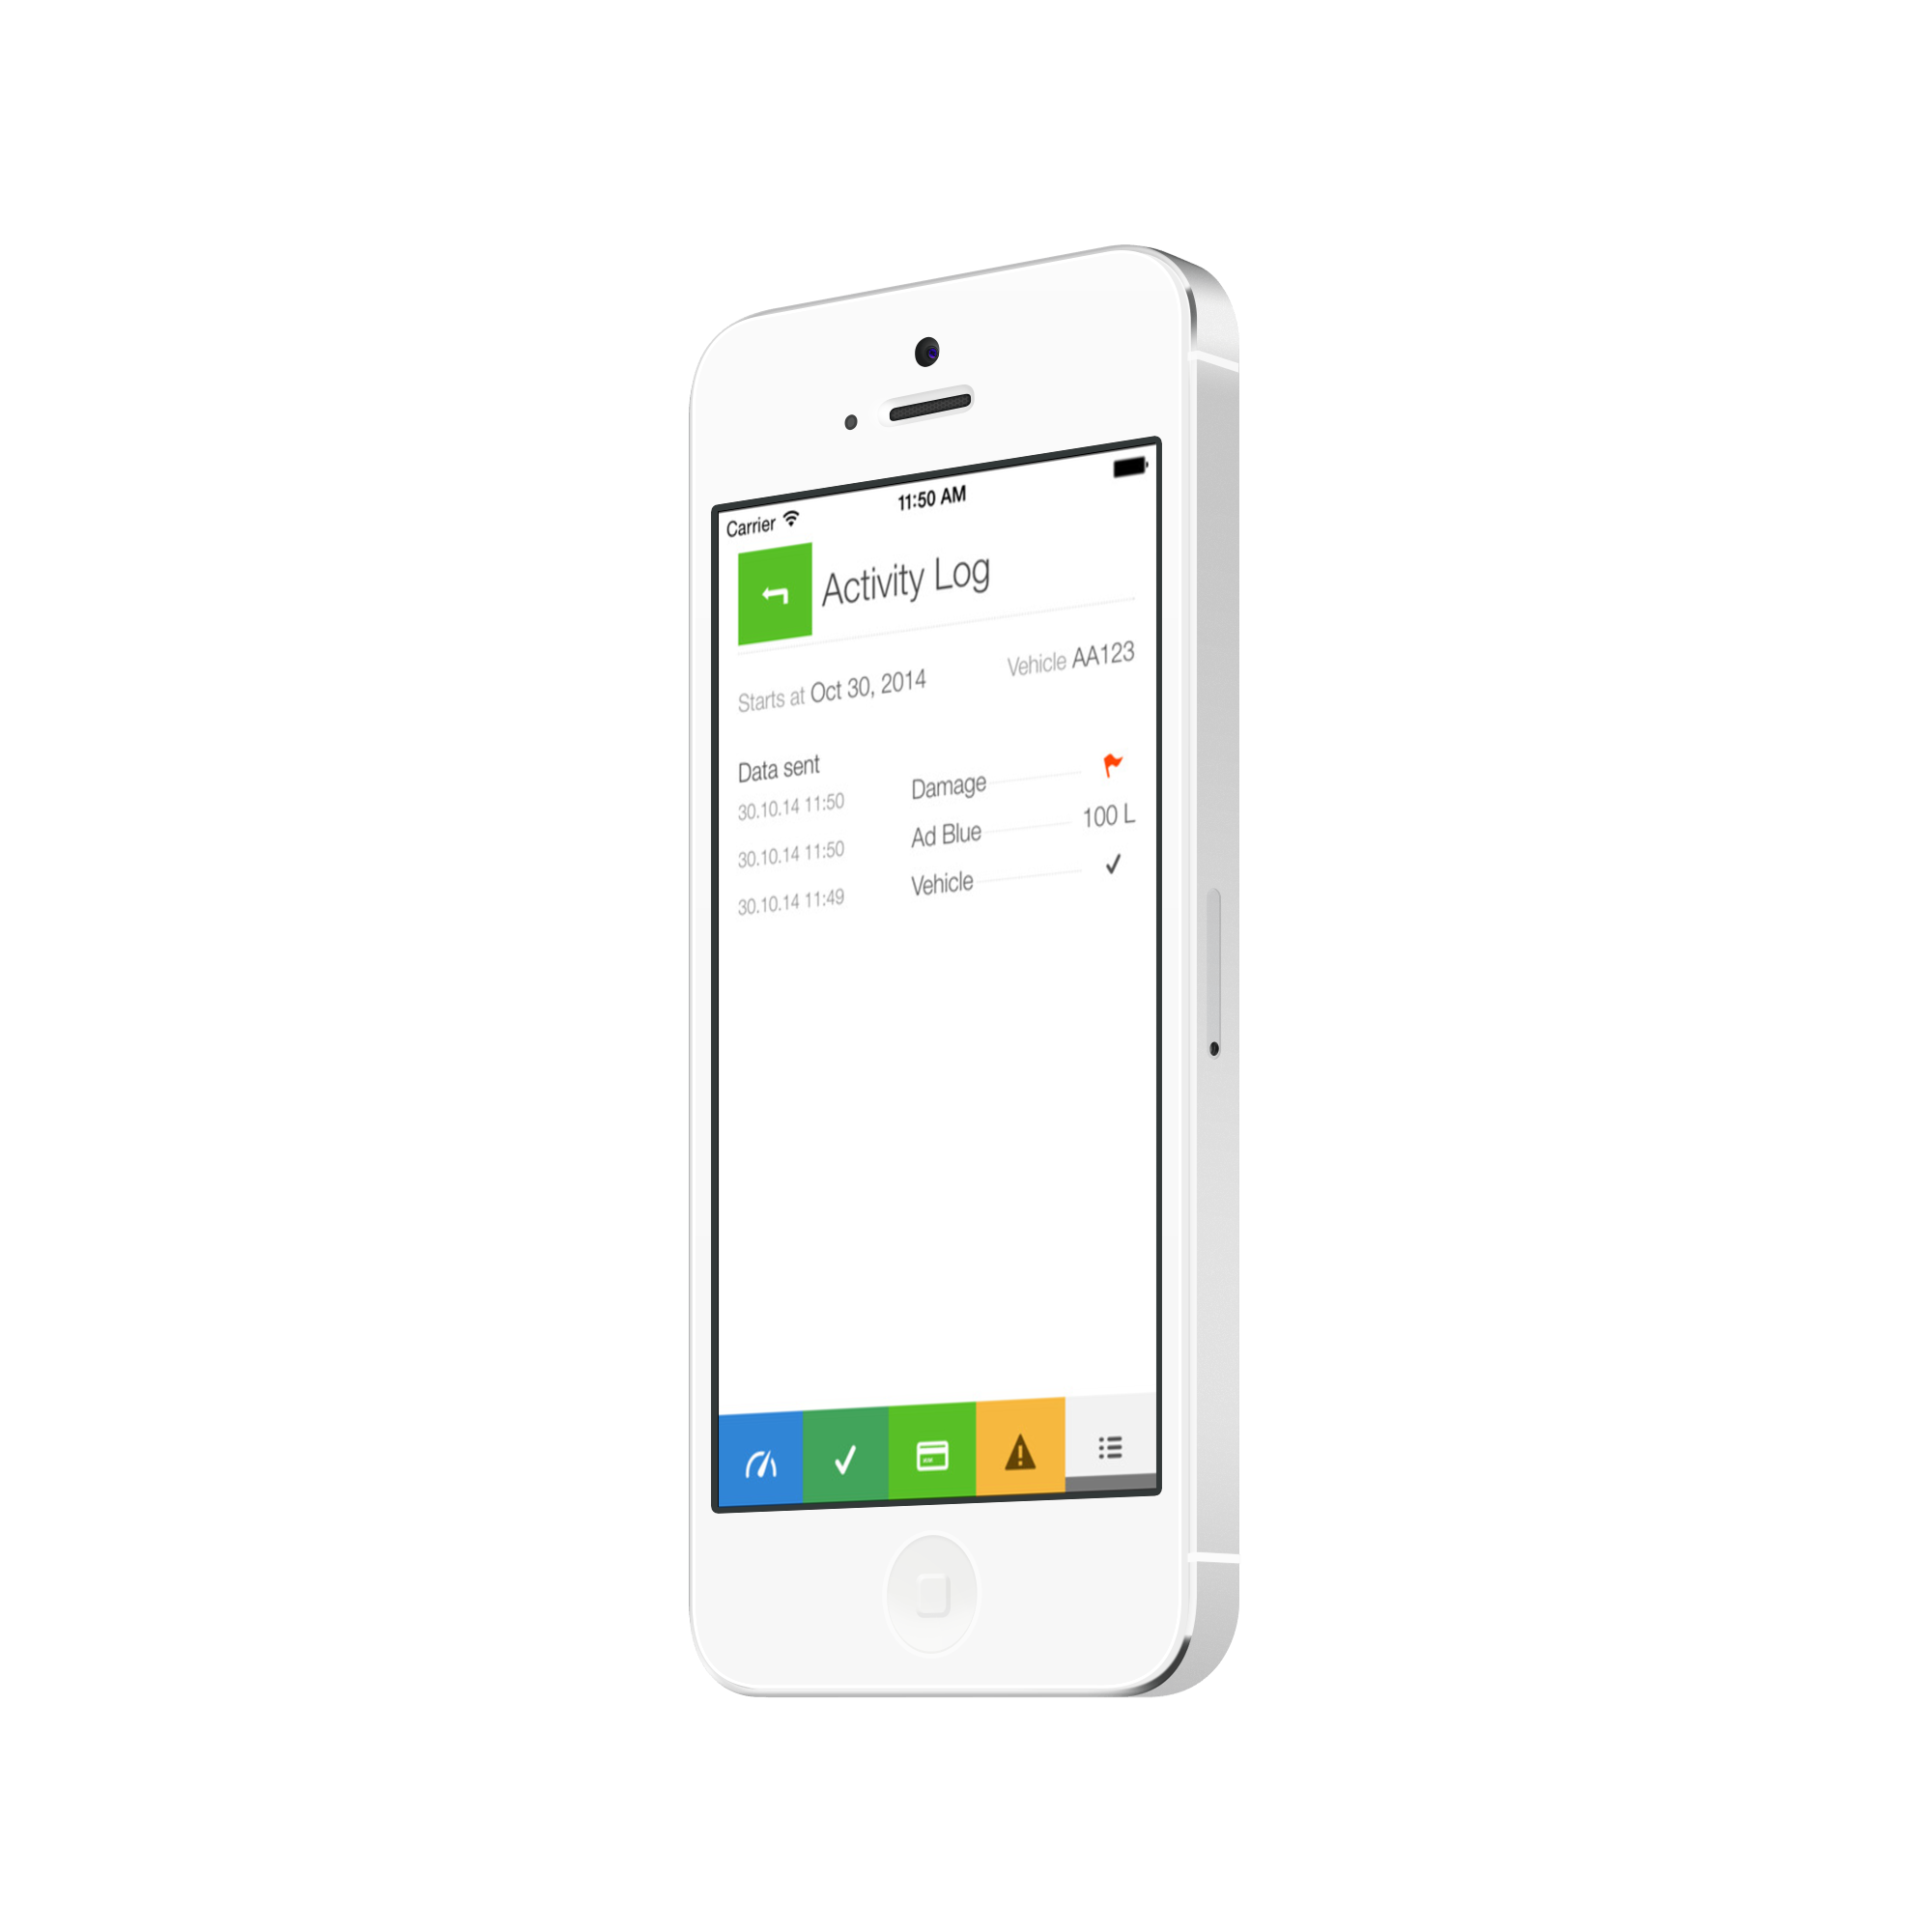 Carrier 11:50 AM
Activity Log
Starts at Oct 30, 2014 Vehicle AA123
Data sent
30.10.14 11:50 Damage
30.10.14 11:50 Ad Blue 100 L
30.10.14 11:49 Vehicle